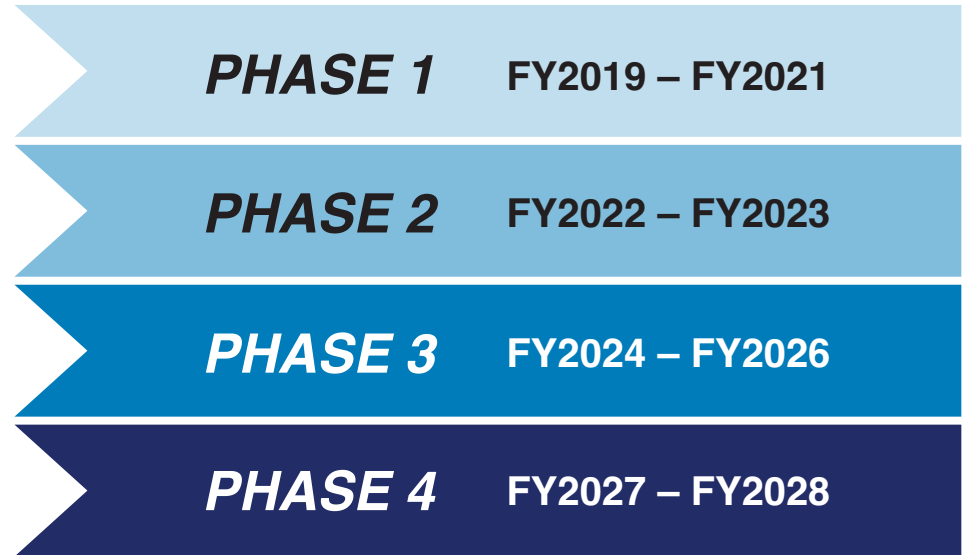 PHASE 1 FY2019 – FY2021
PHASE 2 FY2022 – FY2023
PHASE 3 FY2024 – FY2026
PHASE 4 FY2027 – FY2028